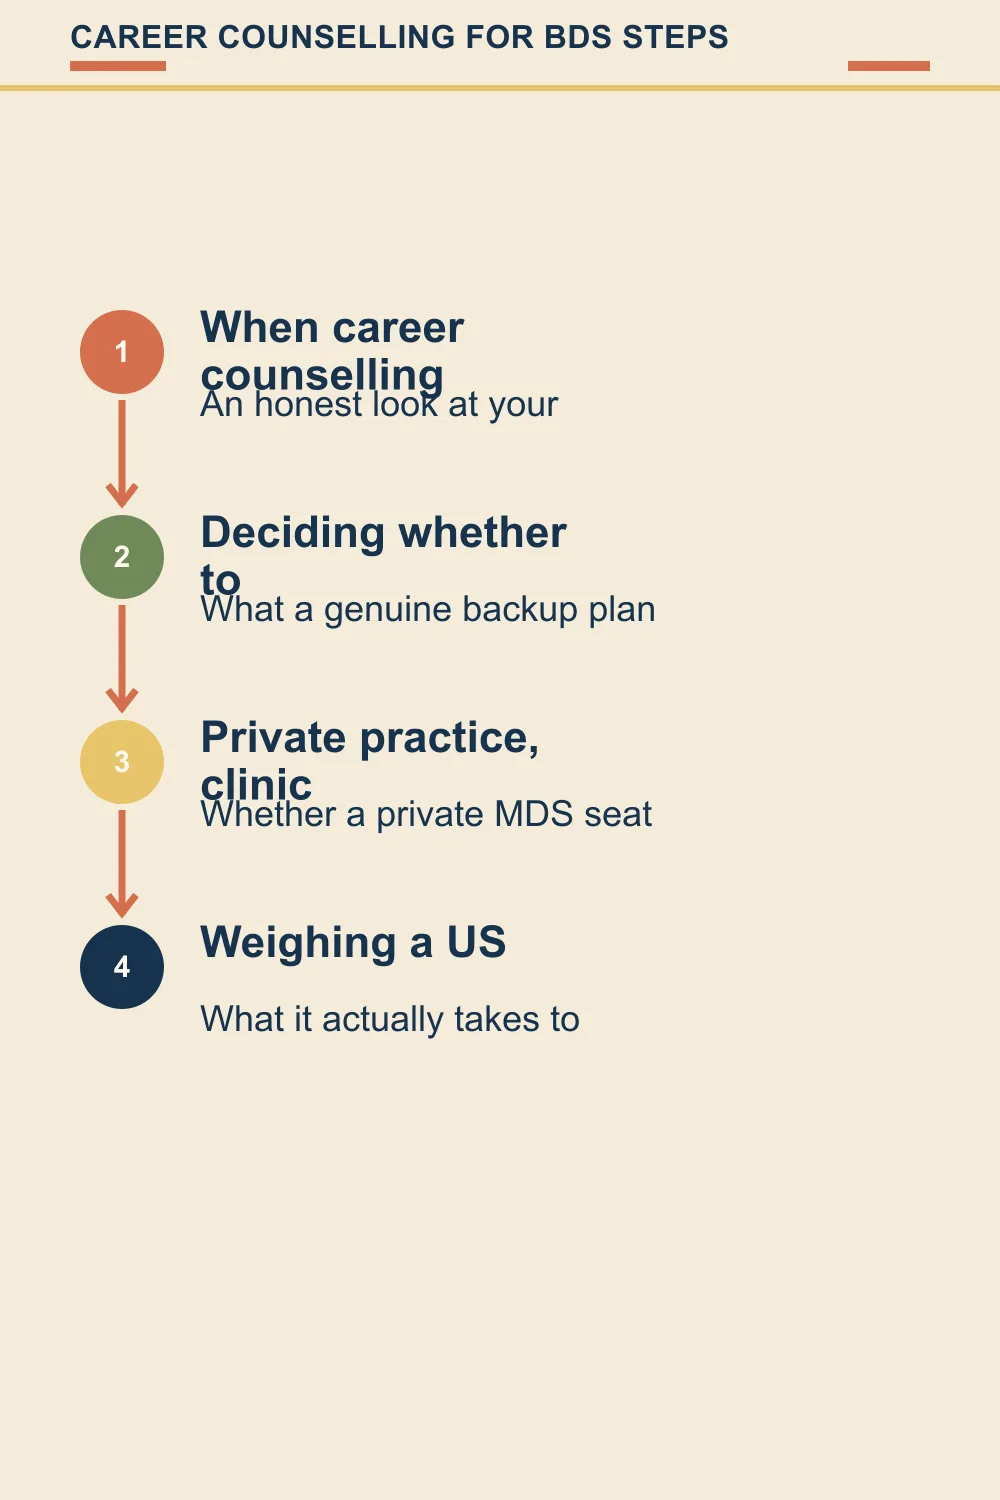 CAREER COUNSELLING FOR BDS STEPS
1
When career
counselling
An honest look at your
2
Deciding whether
to
What a genuine backup plan
3
Private practice,
clinic
Whether a private MDS seat
4
Weighing a US
What it actually takes to